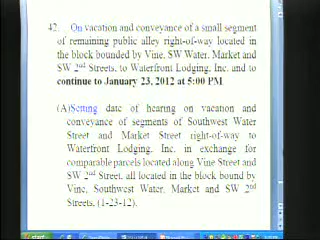 42. On vacation and conveyance of a small segment
of remaining public alley right-of-way located in
the block bounded by Vine, SW Water, Market and
SW 2nd Streets, to Waterfront Lodging, Inc. and to
continue to January 23, 2012 at 5:00 PM
(A)Setting date of hearing on vacation and
conveyance of segments of Southwest Water
Street and Market Street right-of-way to
Waterfront Lodging, Inc. in exchange for
comparable parcels located along Vine Street and
SW 2nd Street, all located in the block bound by
Vine, Southwest Water, Market and SW 2nd
Streets, (1-23-12).
start